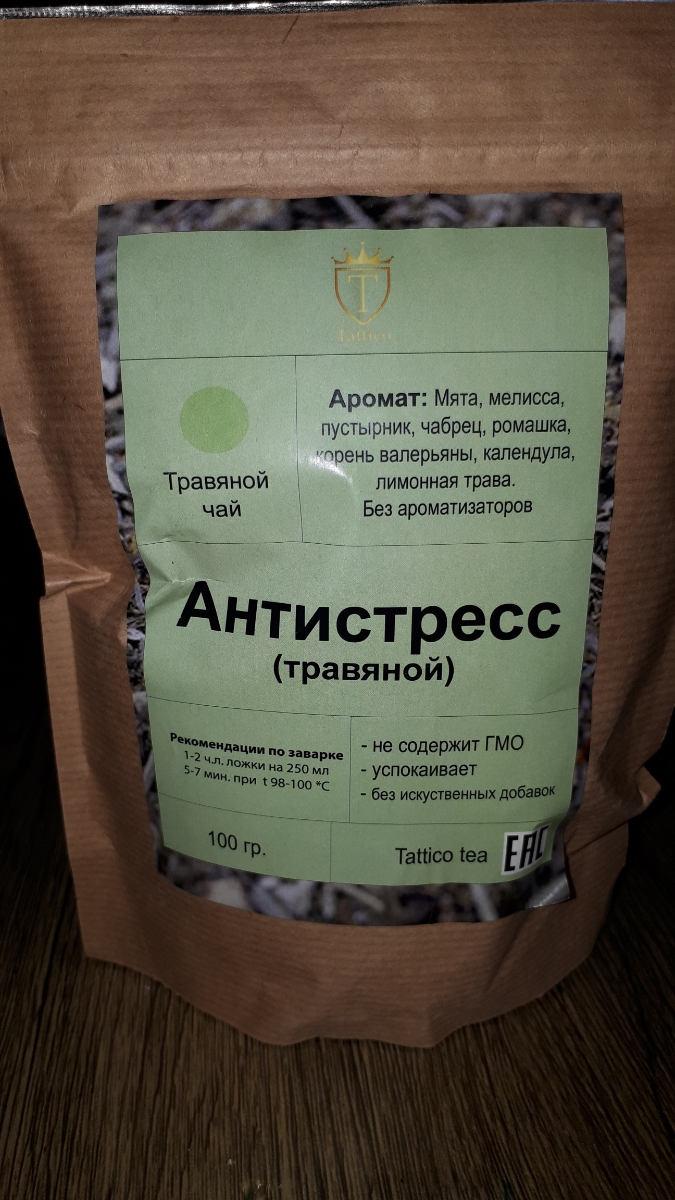 T
Tattico
Травяной
чай
Аромат: Мята, мелисса,
пустырник, чабрец, ромашка,
корень валерьяны, календула,
лимонная трава.
Без ароматизаторов
Антистресс
(травяной)
Рекомендации по заварке
1-2 ч.л. ложки на 250 мл
5-7 мин. при t 98-100 *С
- не содержит ГМО
- успокаивает
- без искуственных добавок
100 гр.
Tattico tea
EAC